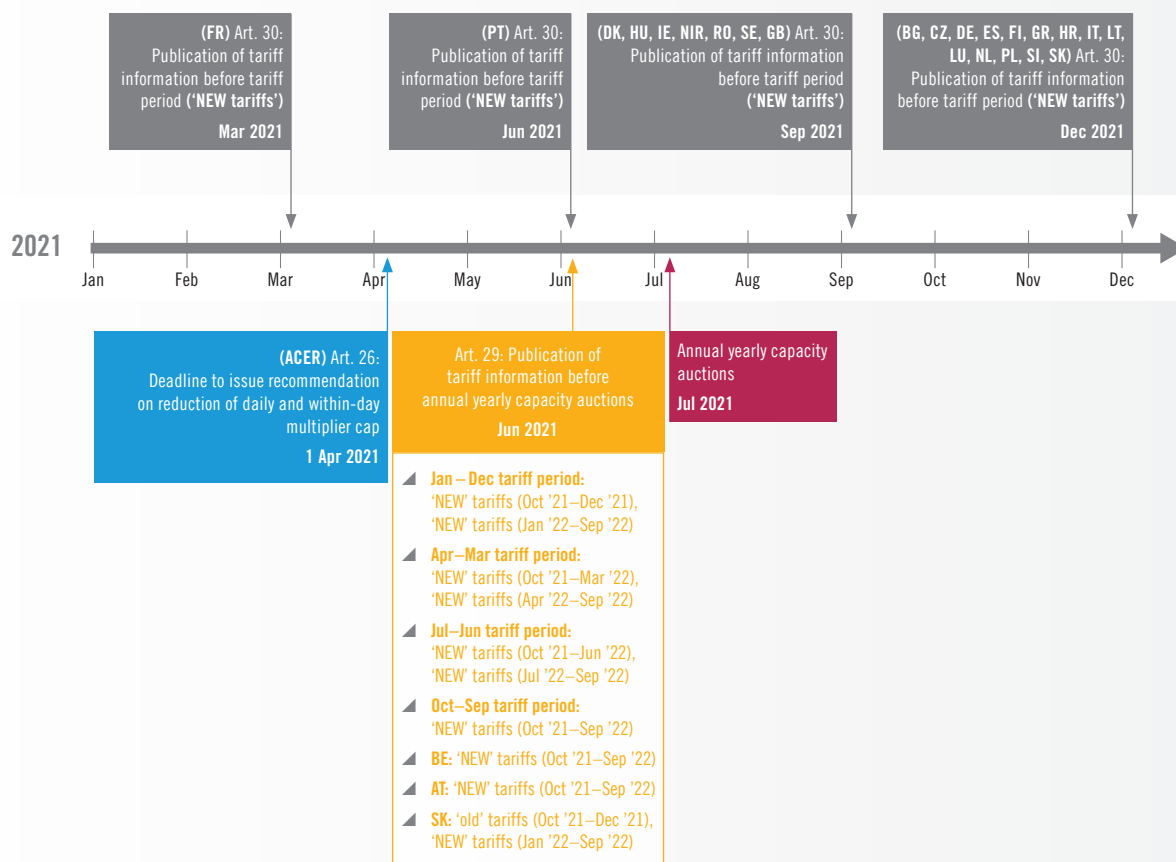 (FR) Art. 30:
Publication of tariff
information before tariff
period (‘NEW tariffs’)
Mar 2021
(PT) Art. 30:
Publication of tariff
information before tariff
period (‘NEW tariffs’)
Jun 2021
(DK, HU, IE, NIR, RO, SE, GB) Art. 30:
Publication of tariff information
before tariff period
(‘NEW tariffs’)
Sep 2021
(BG, CZ, DE, ES, FI, GR, HR, IT, LT,
LU, NL, PL, SI, SK) Art. 30:
Publication of tariff information
before tariff period (‘NEW tariffs’)
Dec 2021
2021
Jan Feb Mar Apr May Jun Jul Aug Sep Oct Nov Dec
(ACER) Art. 26:
Deadline to issue recommendation
on reduction of daily and within-day
multiplier cap
1 Apr 2021
Art. 29: Publication of
tariff information before
annual yearly capacity auctions
Jun 2021
Annual yearly capacity
auctions
Jul 2021
Jan – Dec tariff period:
‘NEW’ tariffs (Oct ’21–Dec ’21),
‘NEW’ tariffs (Jan ’22–Sep ’22)
Apr–Mar tariff period:
‘NEW’ tariffs (Oct ’21–Mar ’22),
‘NEW’ tariffs (Apr ’22–Sep ’22)
Jul–Jun tariff period:
‘NEW’ tariffs (Oct ’21–Jun ’22),
‘NEW’ tariffs (Jul ’22–Sep ’22)
Oct–Sep tariff period:
‘NEW’ tariffs (Oct ’21–Sep ’22)
BE: ‘NEW’ tariffs (Oct ’21–Sep ’22)
AT: ‘NEW’ tariffs (Oct ’21–Sep ’22)
SK: ‘old’ tariffs (Oct ’21–Dec ’21),
‘NEW’ tariffs (Jan ’22–Sep ’22)